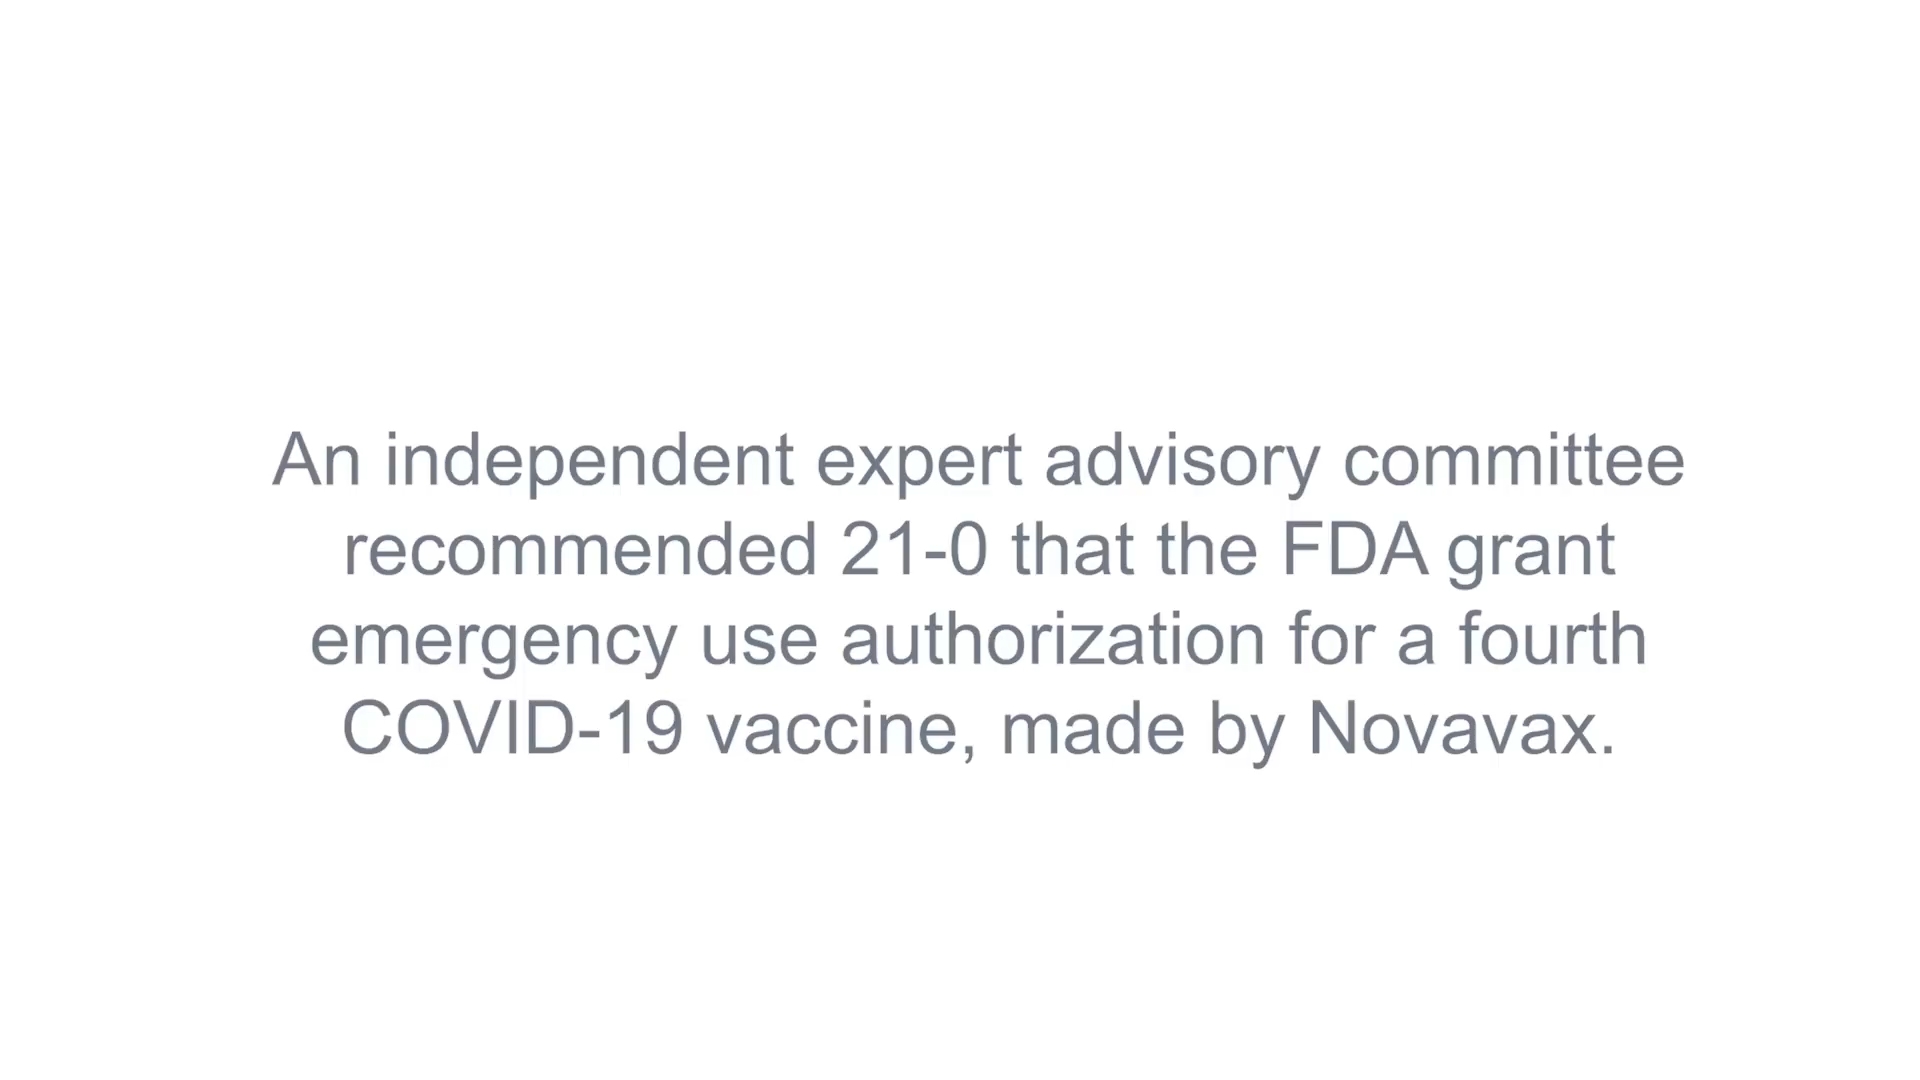 An independent expert advisory committee
recommended 21-0 that the FDA grant
emergency use authorization for a fourth
COVID-19 vaccine, made by Novavax.